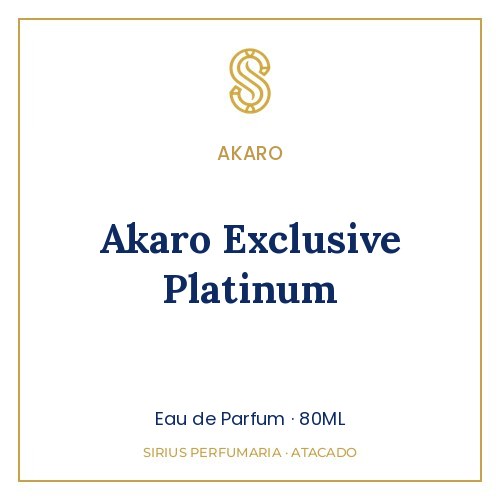 AKARO
Akaro Exclusive
Platinum
Eau de Parfum · 80ML
SIRIUS PERFUMARIA · ATACADO